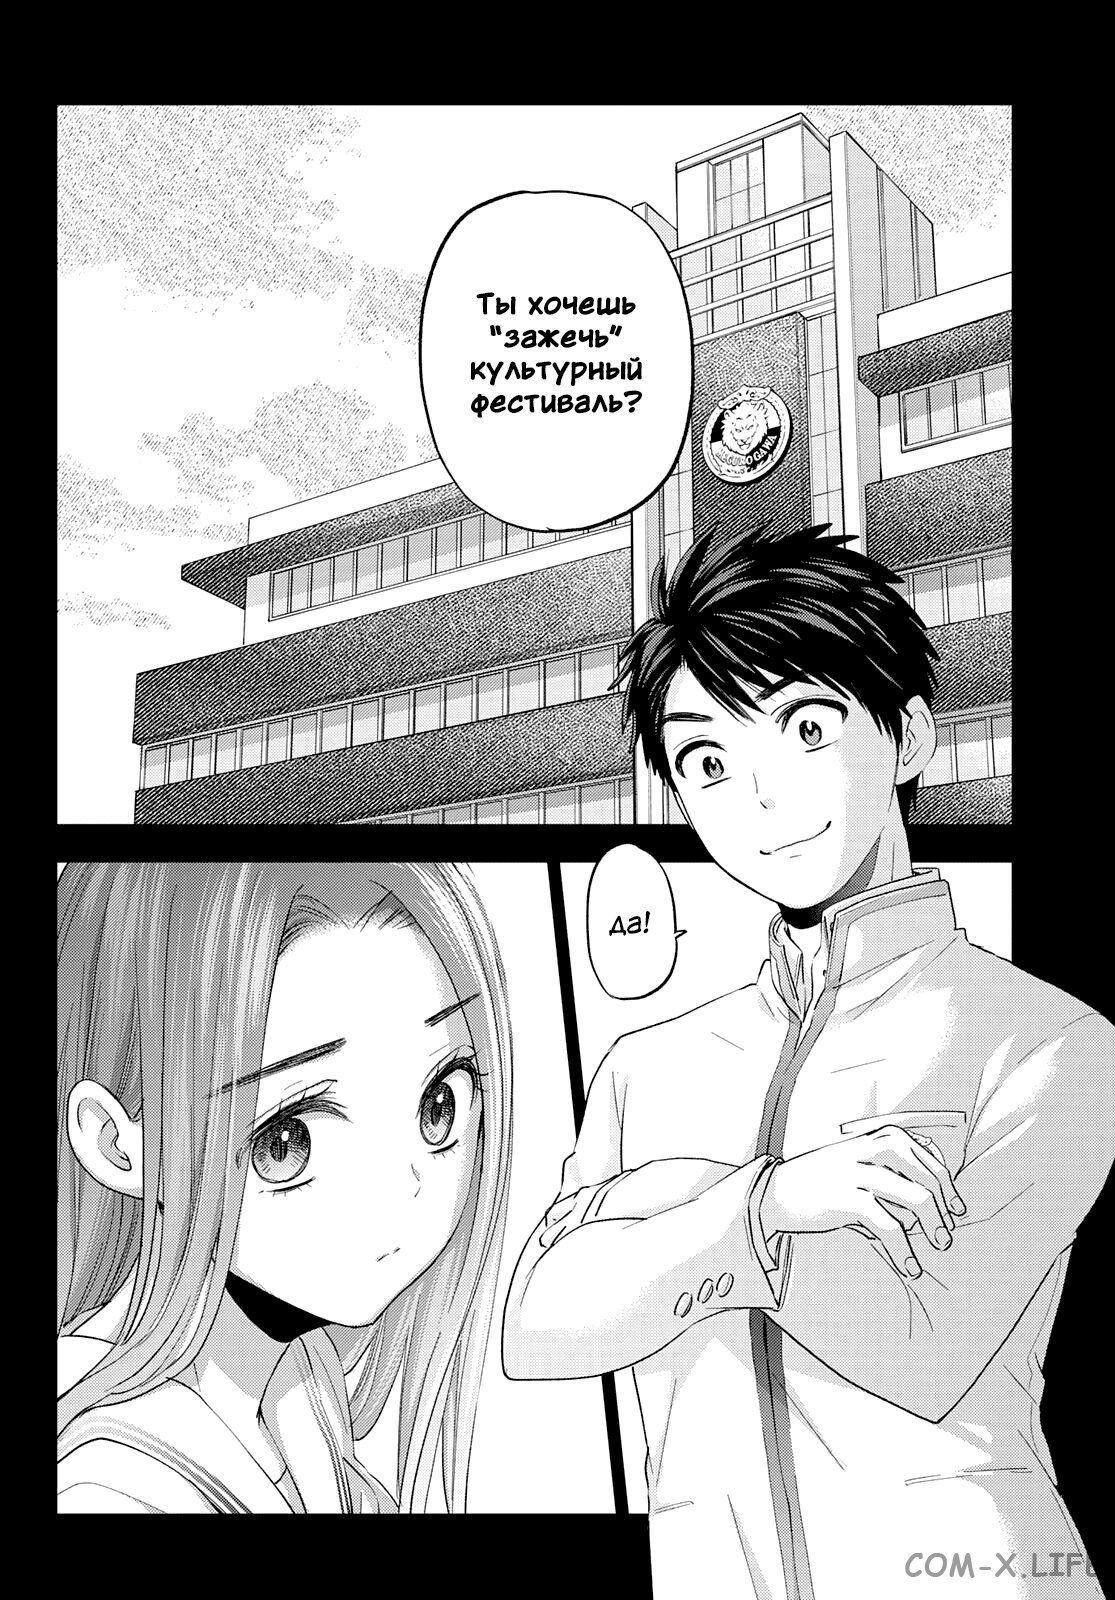 Ты хочешь
"зажечь"
культурный
фестиваль?
Да!
COM-X.LIFE